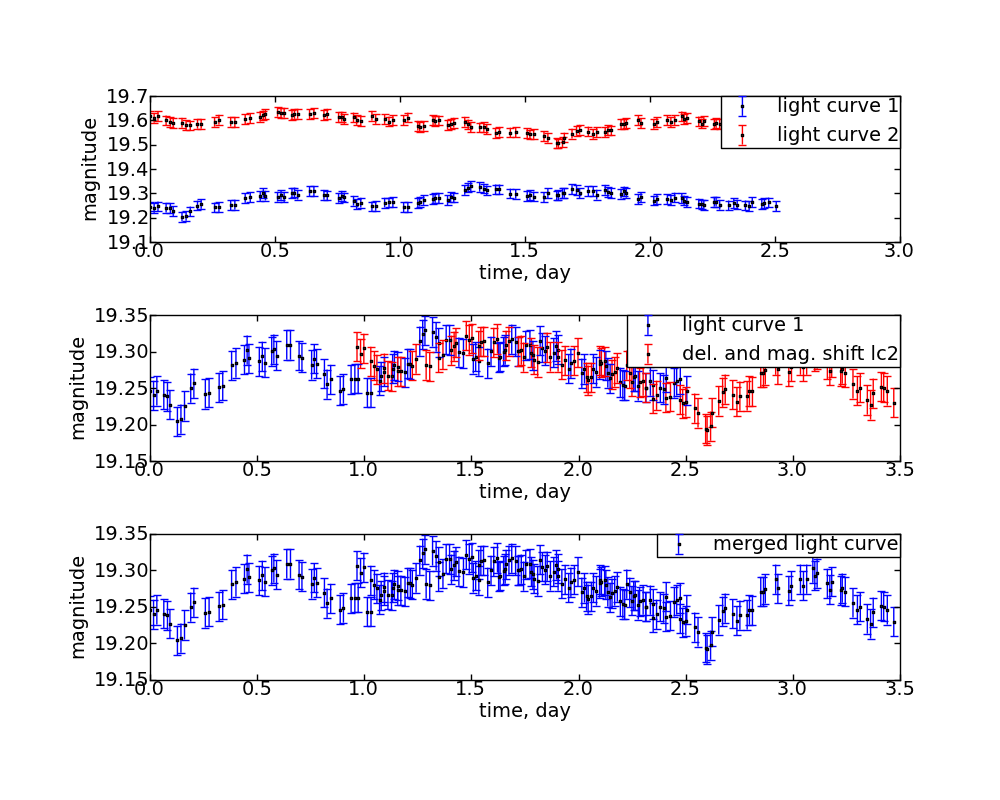 19.7
19.6
19.5
19.4
19.3
19.2
19.1
magnitude
light curve 1
light curve 2
0.0 0.5 1.0 1.5 2.0 2.5 3.0
time, day
19.35
19.30
19.25
19.20
19.15
magnitude
light curve 1
del. and mag. shift lc2
0.0 0.5 1.0 1.5 2.0 2.5 3.0 3.5
time, day
19.35
19.30
19.25
19.20
19.15
magnitude
merged light curve
0.0 0.5 1.0 1.5 2.0 2.5 3.0 3.5
time, day